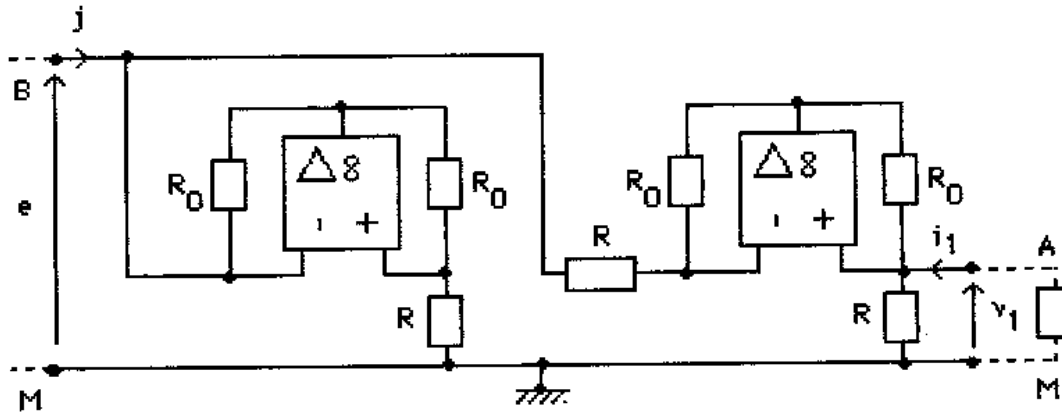 j
B
e
M
R₀
△ ∞
- +
R₀
R
R
R₀
△ ∞
- +
R₀
i₁
A
R
v₁
M